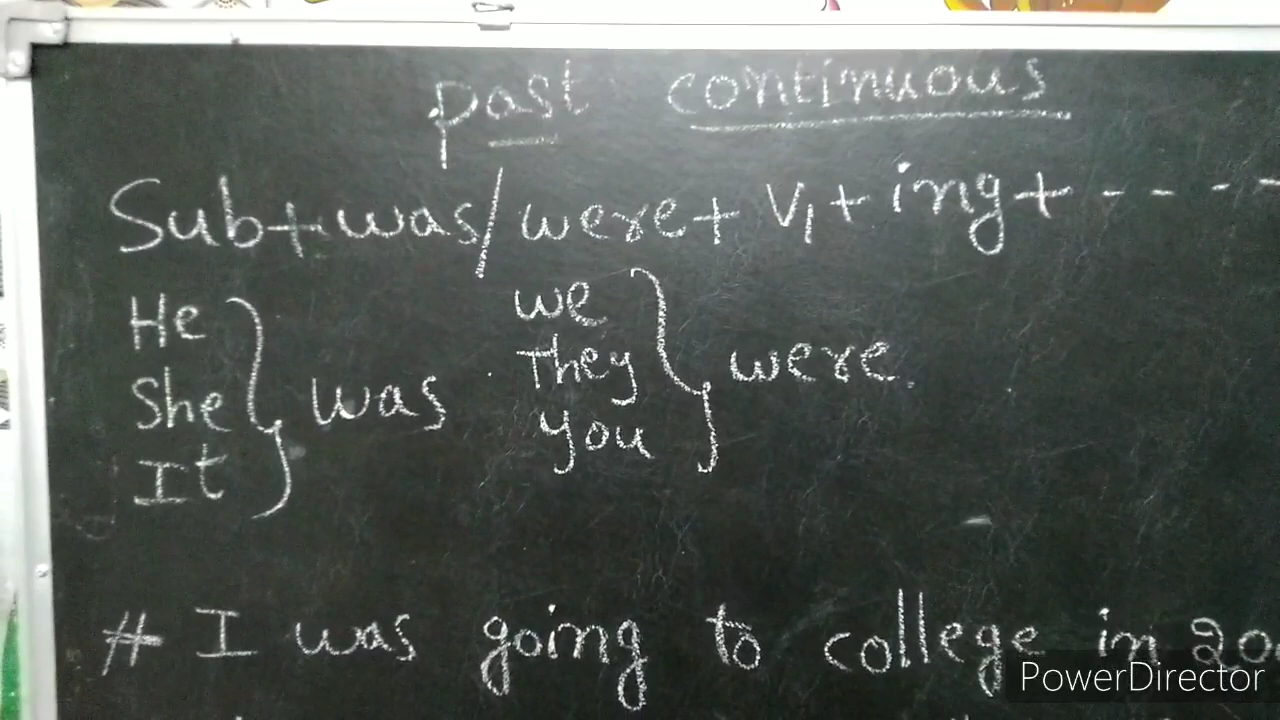 past continuous
Sub+was/were+V1+ing+-----
He
She
It
was
we
They
you
were.
# I was going to college in 20
PowerDirector